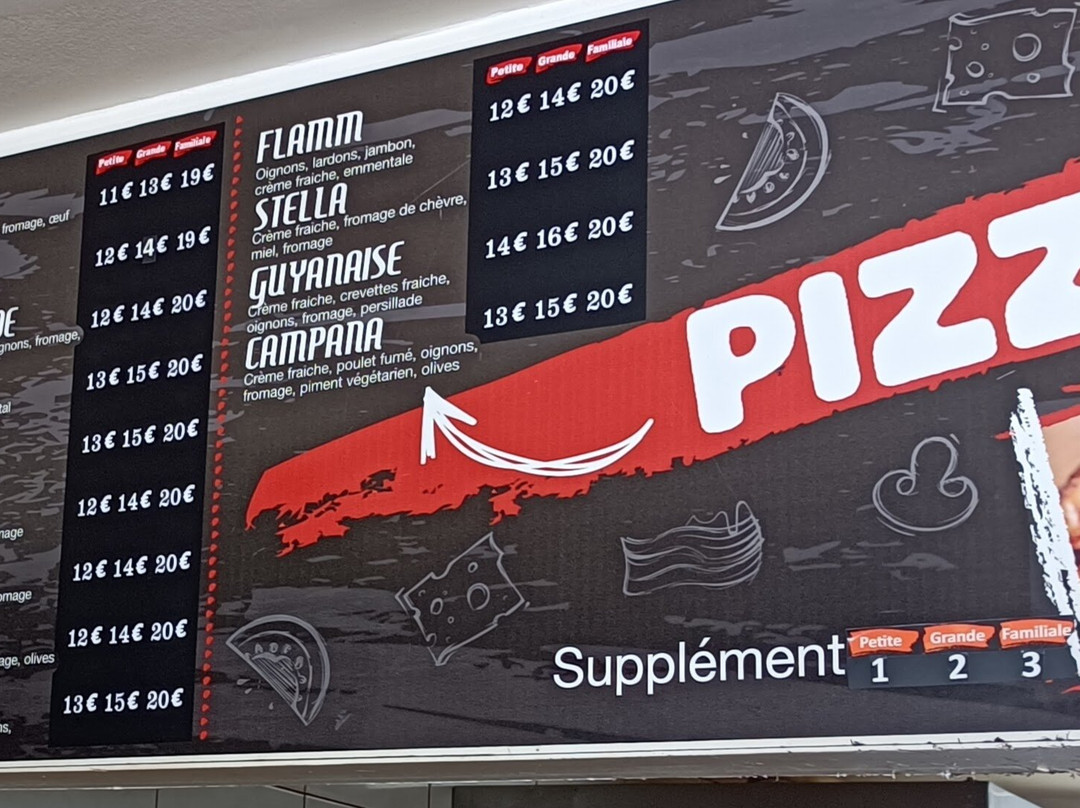 Petite Grande Familiale
11€ 13€ 19€
fromage, œuf
12€ 14€ 19€
12€ 14€ 20€
fromage,
13€ 15€ 20€
13€ 15€ 20€
12€ 14€ 20€
12€ 14€ 20€
12€ 14€ 20€
olives
13€ 15€ 20€
Petite Grande Familiale
FLAMM
12€ 14€ 20€
Oignons, lardons, jambon,
crème fraiche, emmentale
STELLA
13€ 15€ 20€
Crème fraiche, fromage de chèvre,
miel, fromage
GUYANAISE
14€ 16€ 20€
Crème fraiche, crevettes fraiche,
oignons, fromage, persillade
CAMPANA
13€ 15€ 20€
Crème fraiche, poulet fumé, oignons,
fromage, piment végétarien, olives
PIZZ
Petite Grande Familiale
Supplément 1 2 3